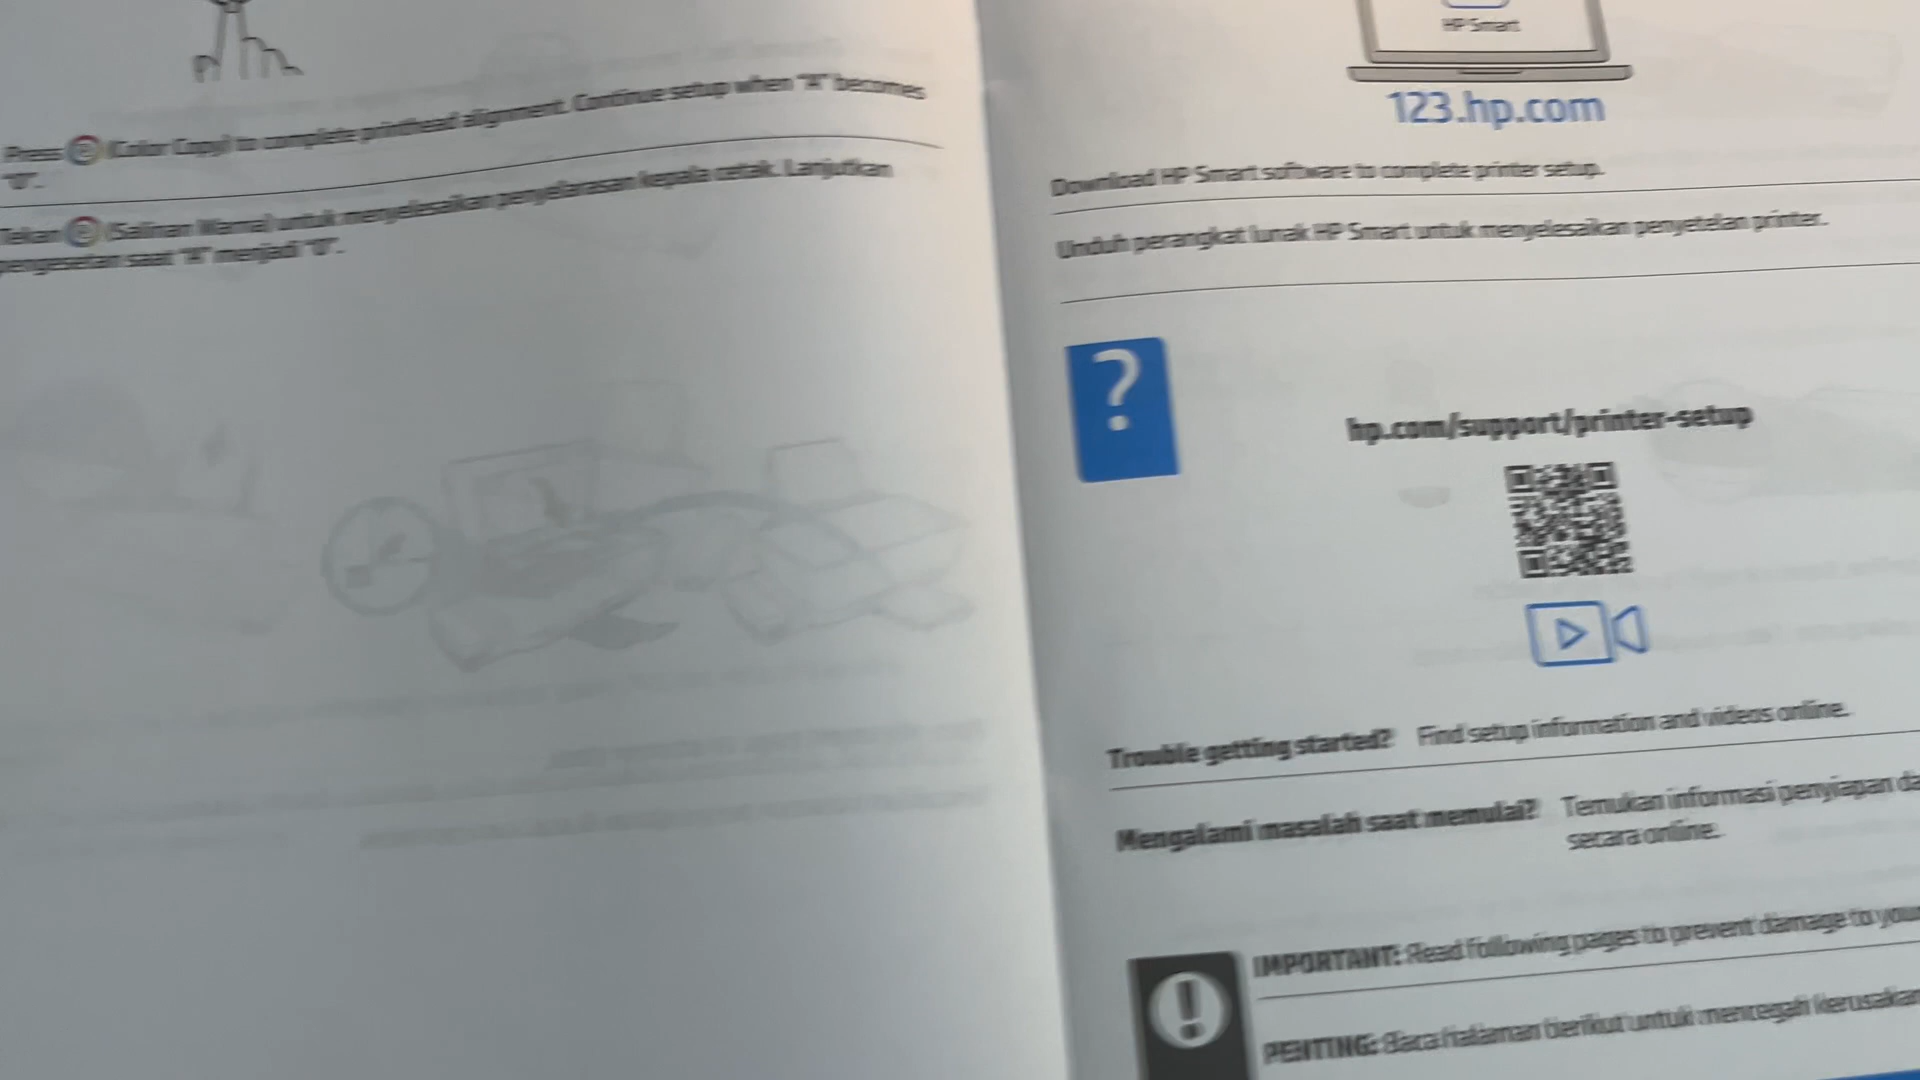 Press (Color Copy) to complete printhead alignment. Continue setup when "A" becomes
"0".
Tekan (Salinan Warna) untuk menyelesaikan penyelarasan kepala cetak. Lanjutkan
pengesetan saat "A" menjadi "0".
HP Smart
123.hp.com
Download HP Smart software to complete printer setup.
Unduh perangkat lunak HP Smart untuk menyelesaikan penyetelan printer.
?
hp.com/support/printer-setup
Trouble getting started? Find setup information and videos online.
Mengalami masalah saat memulai? Temukan informasi penyiapan da
secara online.
IMPORTANT: Read following pages to prevent damage to your
PENTING: Baca halaman berikut untuk mencegah kerusakan